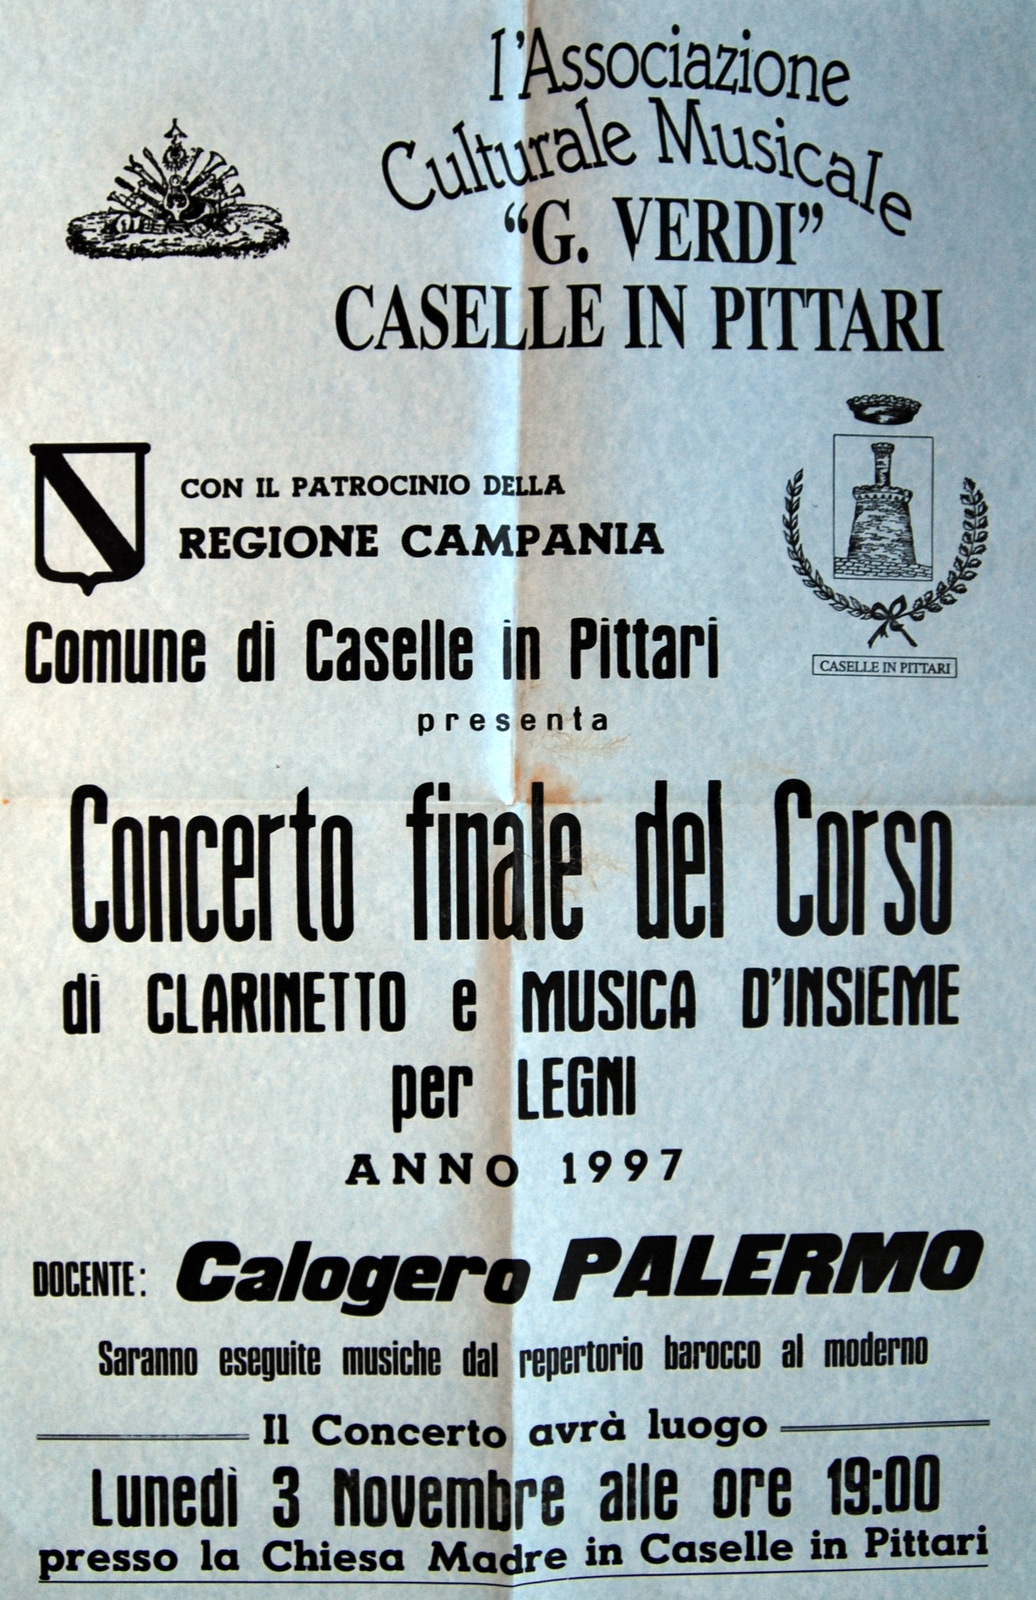 l'Associazione
Culturale Musicale
“G. VERDI”
CASELLE IN PITTARI
CON IL PATROCINIO DELLA
REGIONE CAMPANIA
CASELLE IN PITTARI
Comune di Caselle in Pittari
presenta
Concerto finale del Corso
di CLARINETTO e MUSICA D'INSIEME
per LEGNI
ANNO 1997
DOCENTE: Calogero PALERMO
Saranno eseguite musiche dal repertorio barocco al moderno
Il Concerto avrà luogo
Lunedì 3 Novembre alle ore 19:00
presso la Chiesa Madre in Caselle in Pittari